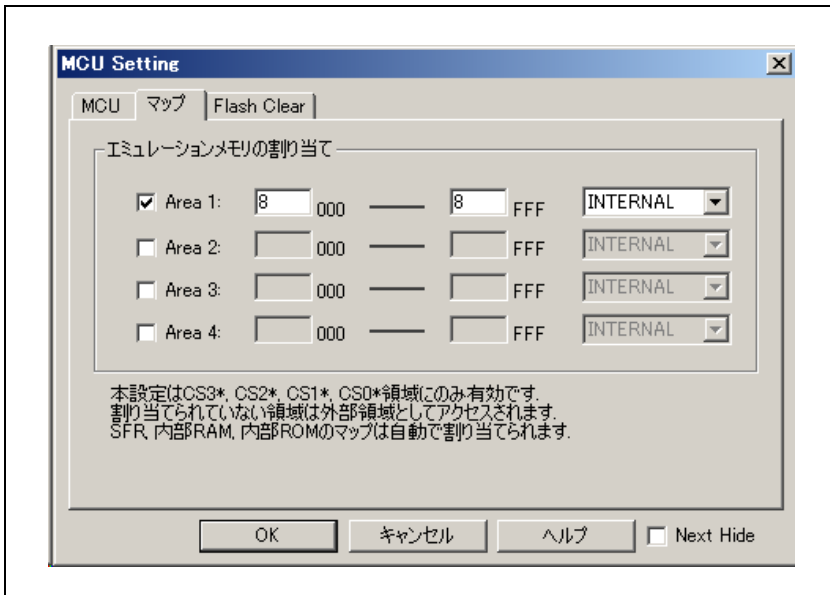 MCU Setting
MCU マップ Flash Clear
エミュレーションメモリの割り当て
Area 1: 8 000 8 FFF INTERNAL
Area 2: 000 FFF INTERNAL
Area 3: 000 FFF INTERNAL
Area 4: 000 FFF INTERNAL
本設定はCS3*, CS2*, CS1*, CS0*領域にのみ有効です.
割り当てられていない領域は外部領域としてアクセスされます.
SFR, 内部RAM, 内部ROMのマップは自動で割り当てられます.
OK キャンセル ヘルプ Next Hide